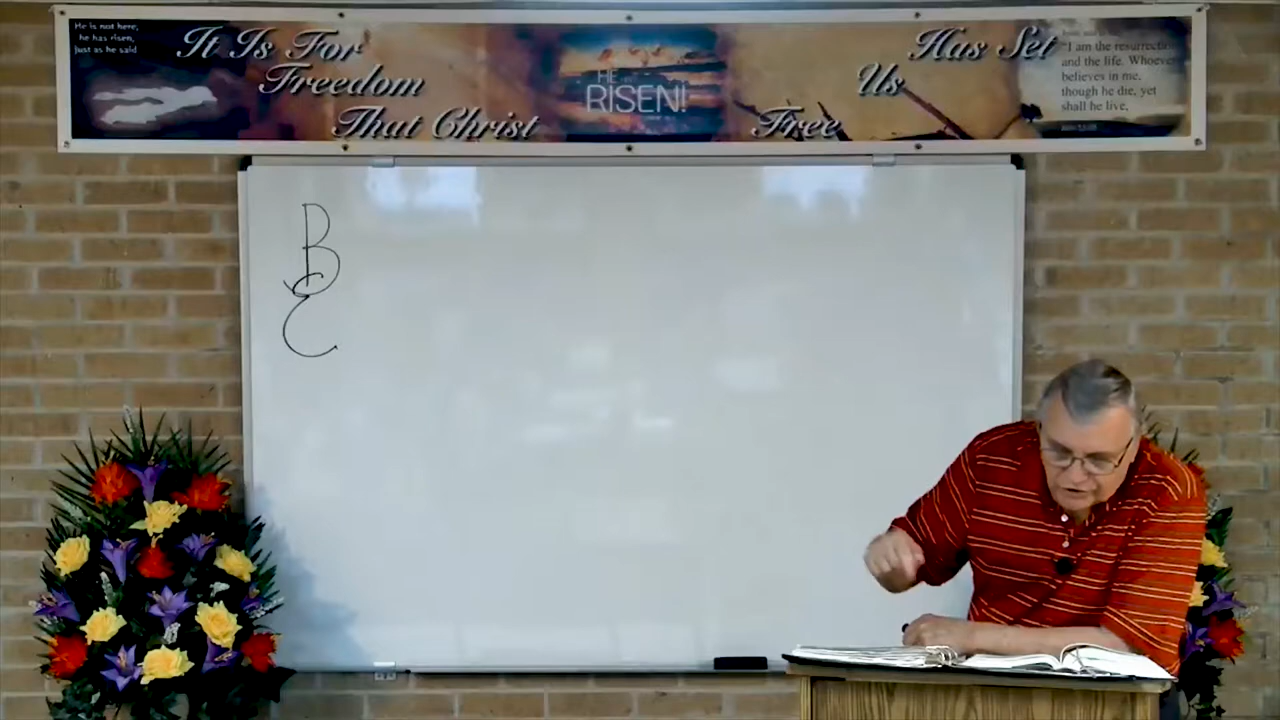 He is not here,
he has risen,
just as he said
It Is For
Freedom
That Christ
HE
RISEN!
Has Set
Us
Free
"I am the resurrection
and the life. Whoever
believes in me,
though he die, yet
shall he live,
B
C